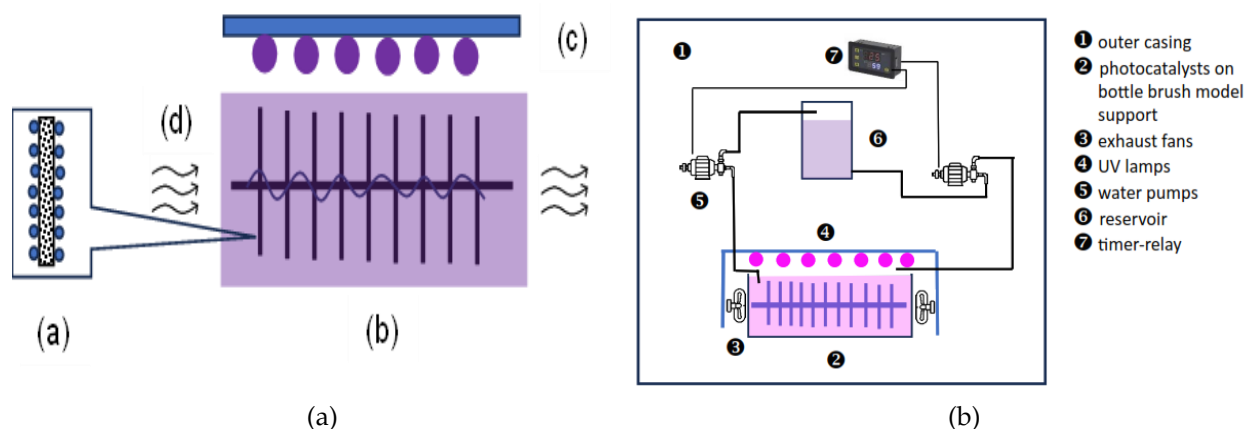 (c)
(d)
(a)
(b)
❶
❼
❻
❺
❹
❸
❷
❶ outer casing
❷ photocatalysts on
bottle brush model
support
❸ exhaust fans
❹ UV lamps
❺ water pumps
❻ reservoir
❼ timer-relay
(a)
(b)